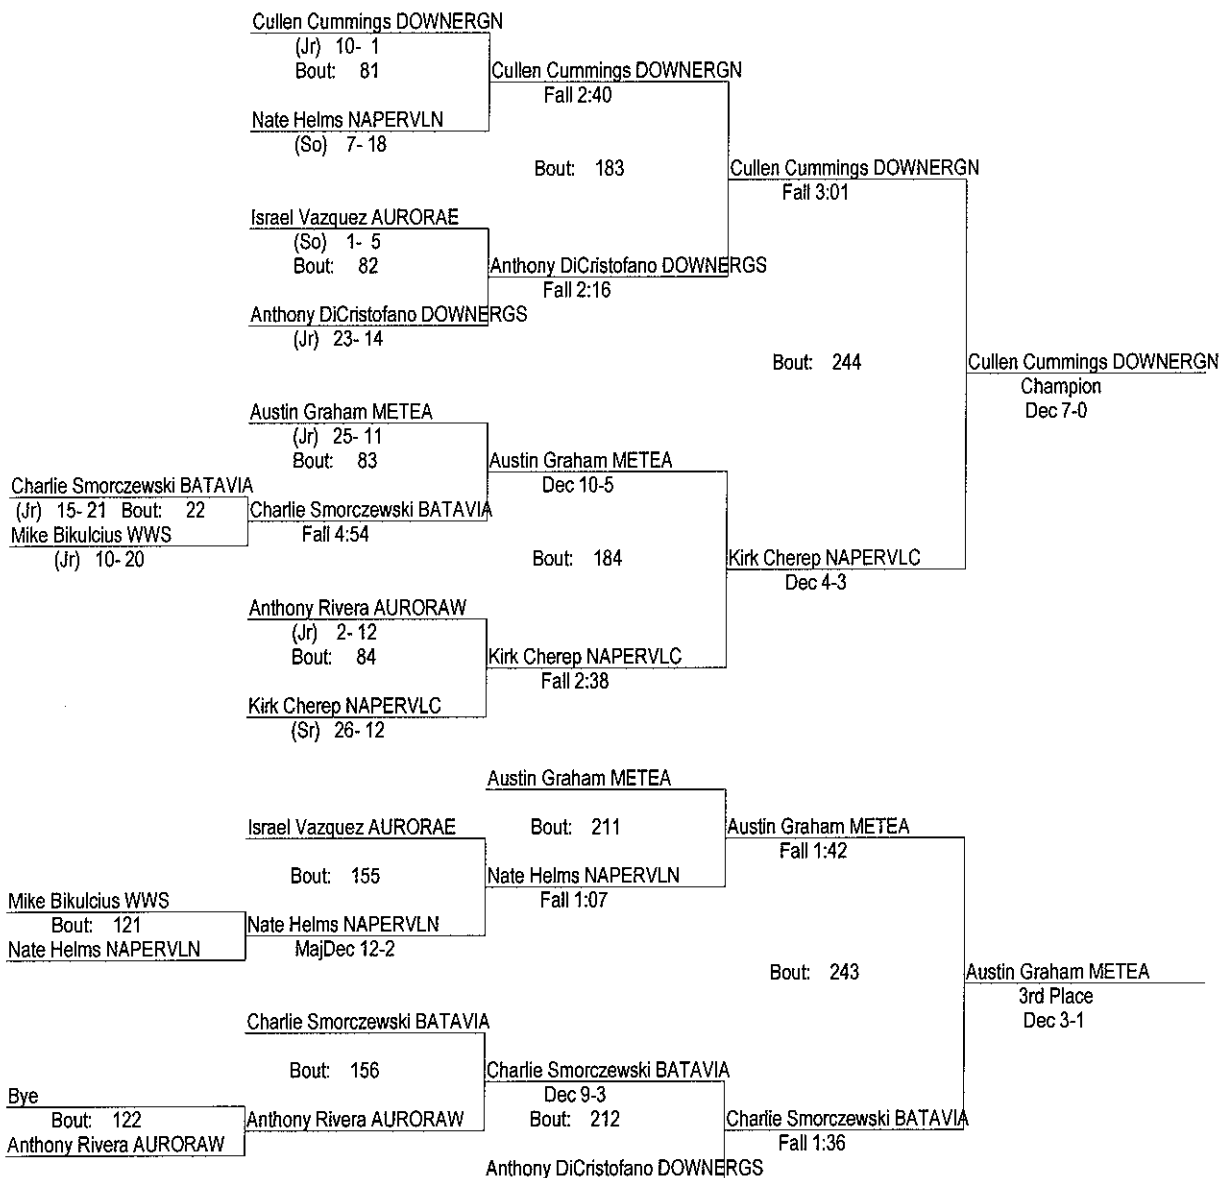 Cullen Cummings DOWNERGN
(Jr) 10- 1
Bout: 81
Cullen Cummings DOWNERGN
Fall 2:40
Nate Helms NAPERVLN
(So) 7- 18
Bout: 183
Cullen Cummings DOWNERGN
Fall 3:01
Israel Vazquez AURORAE
(So) 1- 5
Bout: 82
Anthony DiCristofano DOWNERGS
Fall 2:16
Anthony DiCristofano DOWNERGS
(Jr) 23- 14
Bout: 244
Cullen Cummings DOWNERGN
Champion
Dec 7-0
Austin Graham METEA
(Jr) 25- 11
Bout: 83
Austin Graham METEA
Dec 10-5
Charlie Smorczewski BATAVIA
(Jr) 15- 21 Bout: 22
Charlie Smorczewski BATAVIA
Fall 4:54
Mike Bikulcius WWS
(Jr) 10- 20
Bout: 184
Kirk Cherep NAPERVLC
Dec 4-3
Anthony Rivera AURORAW
(Jr) 2- 12
Bout: 84
Kirk Cherep NAPERVLC
Fall 2:38
Kirk Cherep NAPERVLC
(Sr) 26- 12
Austin Graham METEA
Israel Vazquez AURORAE
Bout: 211
Austin Graham METEA
Fall 1:42
Bout: 155
Nate Helms NAPERVLN
Fall 1:07
Mike Bikulcius WWS
Bout: 121
Nate Helms NAPERVLN
MajDec 12-2
Nate Helms NAPERVLN
Bout: 243
Austin Graham METEA
3rd Place
Dec 3-1
Charlie Smorczewski BATAVIA
Bout: 156
Charlie Smorczewski BATAVIA
Dec 9-3
Bye
Bout: 122
Anthony Rivera AURORAW
Bout: 212
Charlie Smorczewski BATAVIA
Fall 1:36
Anthony Rivera AURORAW
Anthony DiCristofano DOWNERGS